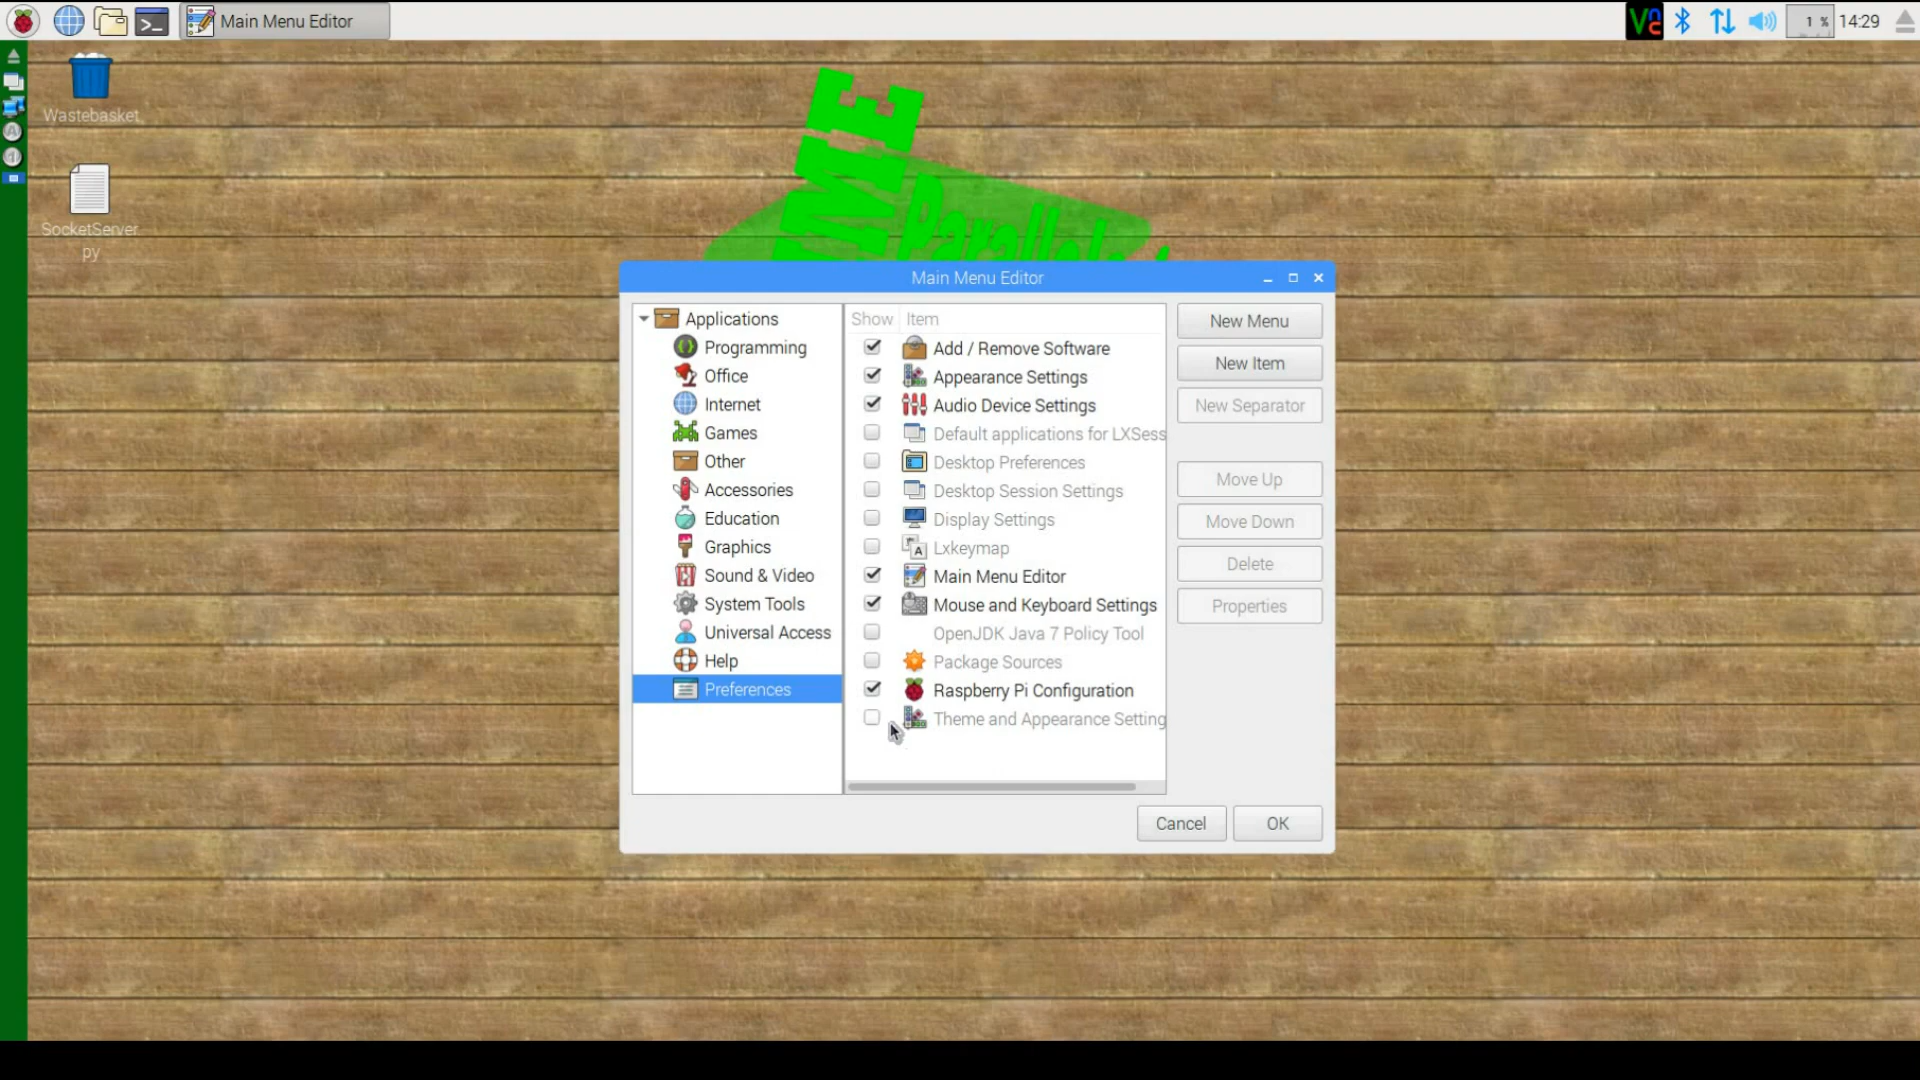 Main Menu Editor
1 %
14:29
Wastebasket
SocketServer.
py
Main Menu Editor
Applications
Programming
Office
Internet
Games
Other
Accessories
Education
Graphics
Sound & Video
System Tools
Universal Access
Help
Preferences
Show Item
Add / Remove Software
Appearance Settings
Audio Device Settings
Default applications for LXSess
Desktop Preferences
Desktop Session Settings
Display Settings
Lxkeymap
Main Menu Editor
Mouse and Keyboard Settings
OpenJDK Java 7 Policy Tool
Package Sources
Raspberry Pi Configuration
Theme and Appearance Setting
New Menu
New Item
New Separator
Move Up
Move Down
Delete
Properties
Cancel
OK